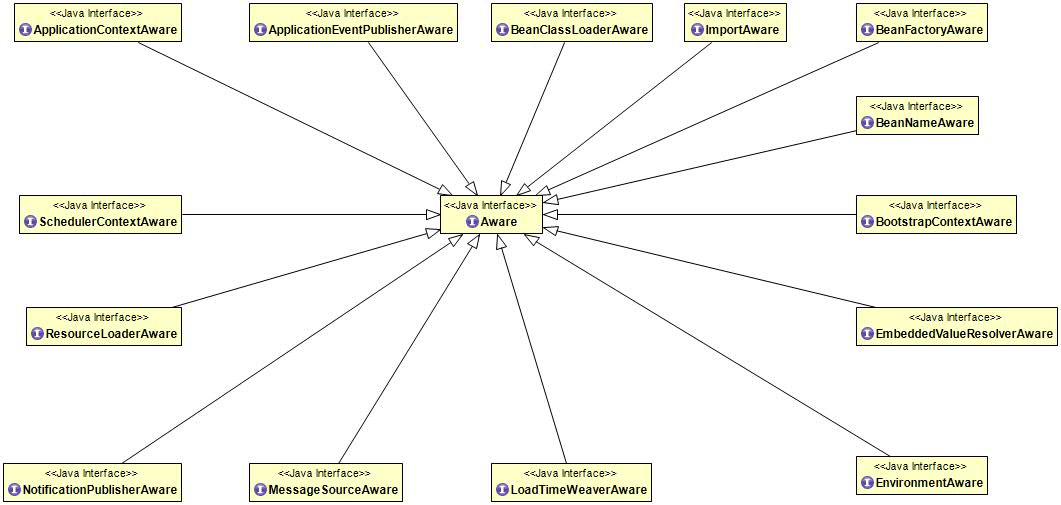 <<Java Interface>>
ApplicationContextAware
<<Java Interface>>
ApplicationEventPublisherAware
<<Java Interface>>
BeanClassLoaderAware
<<Java Interface>>
ImportAware
<<Java Interface>>
BeanFactoryAware
<<Java Interface>>
BeanNameAware
<<Java Interface>>
SchedulerContextAware
<<Java Interface>>
Aware
<<Java Interface>>
BootstrapContextAware
<<Java Interface>>
ResourceLoaderAware
<<Java Interface>>
EmbeddedValueResolverAware
<<Java Interface>>
NotificationPublisherAware
<<Java Interface>>
MessageSourceAware
<<Java Interface>>
LoadTimeWeaverAware
<<Java Interface>>
EnvironmentAware